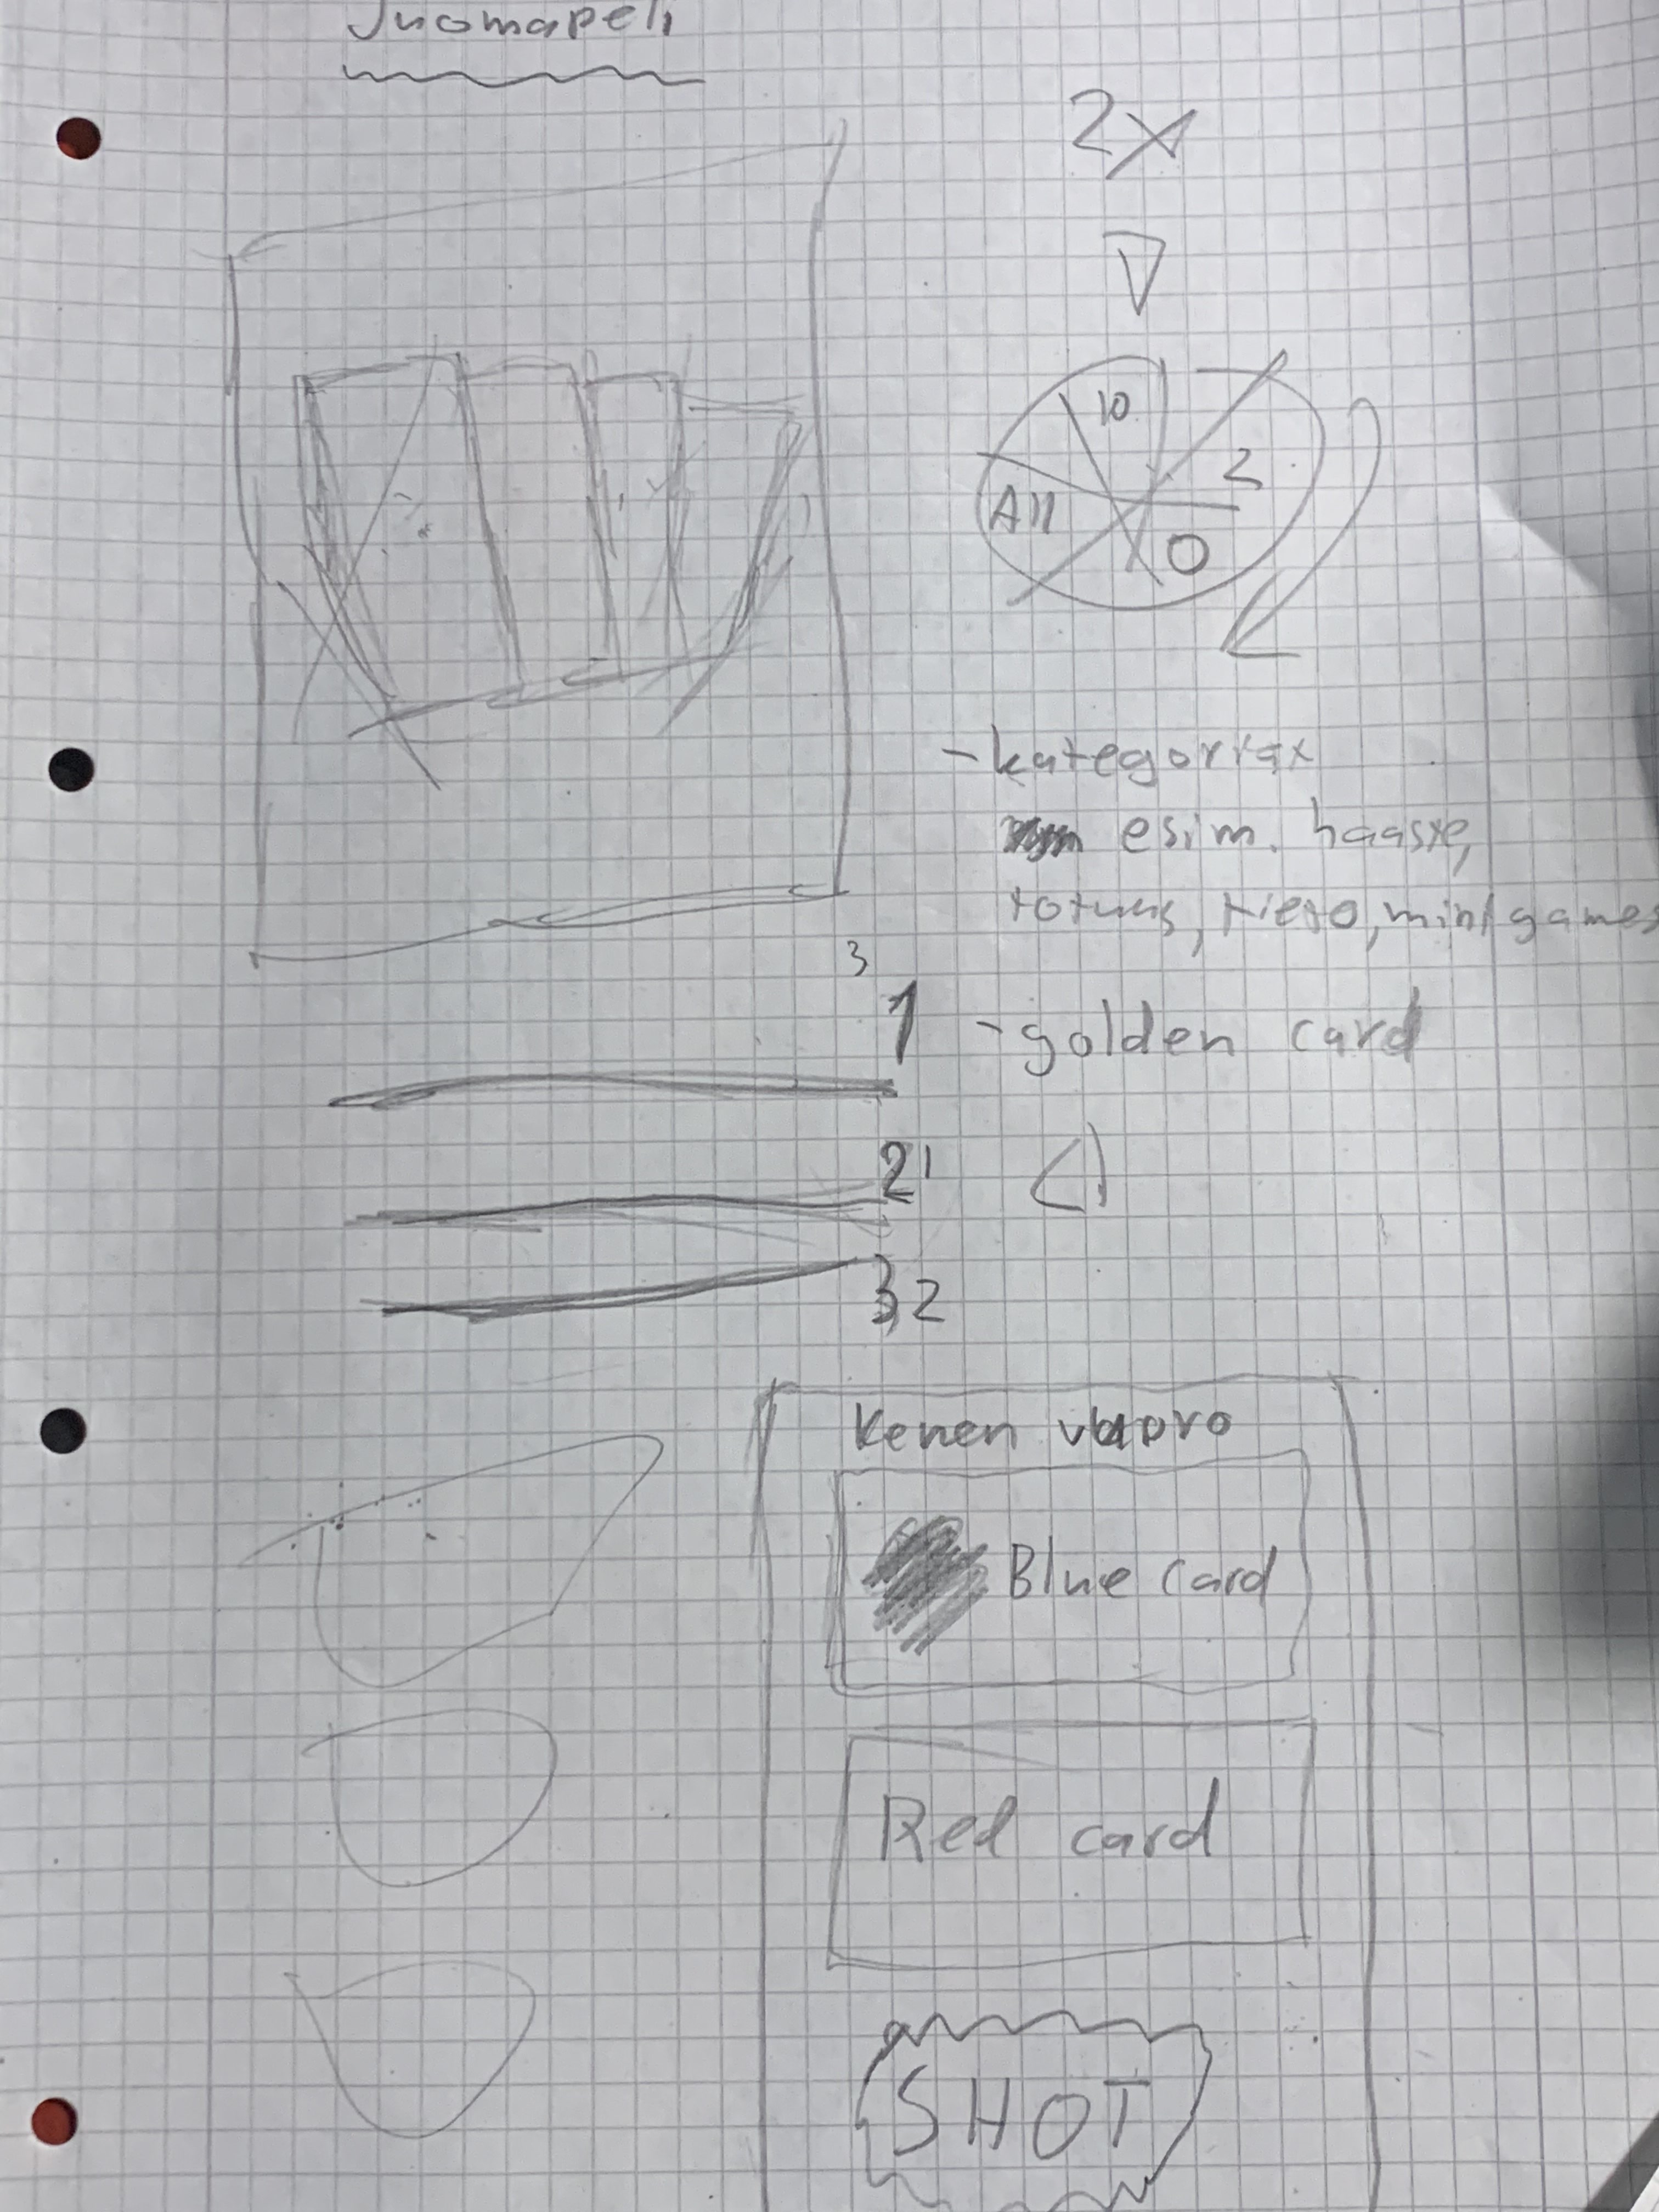 Juomapeli
2x
10
2
All
0
- kategoriat
esim. haaste,
totuus, tieto, minigames
3
1
- golden card
2 1
3, 2
Kenen vuoro
Blue card
Red card
SHOT